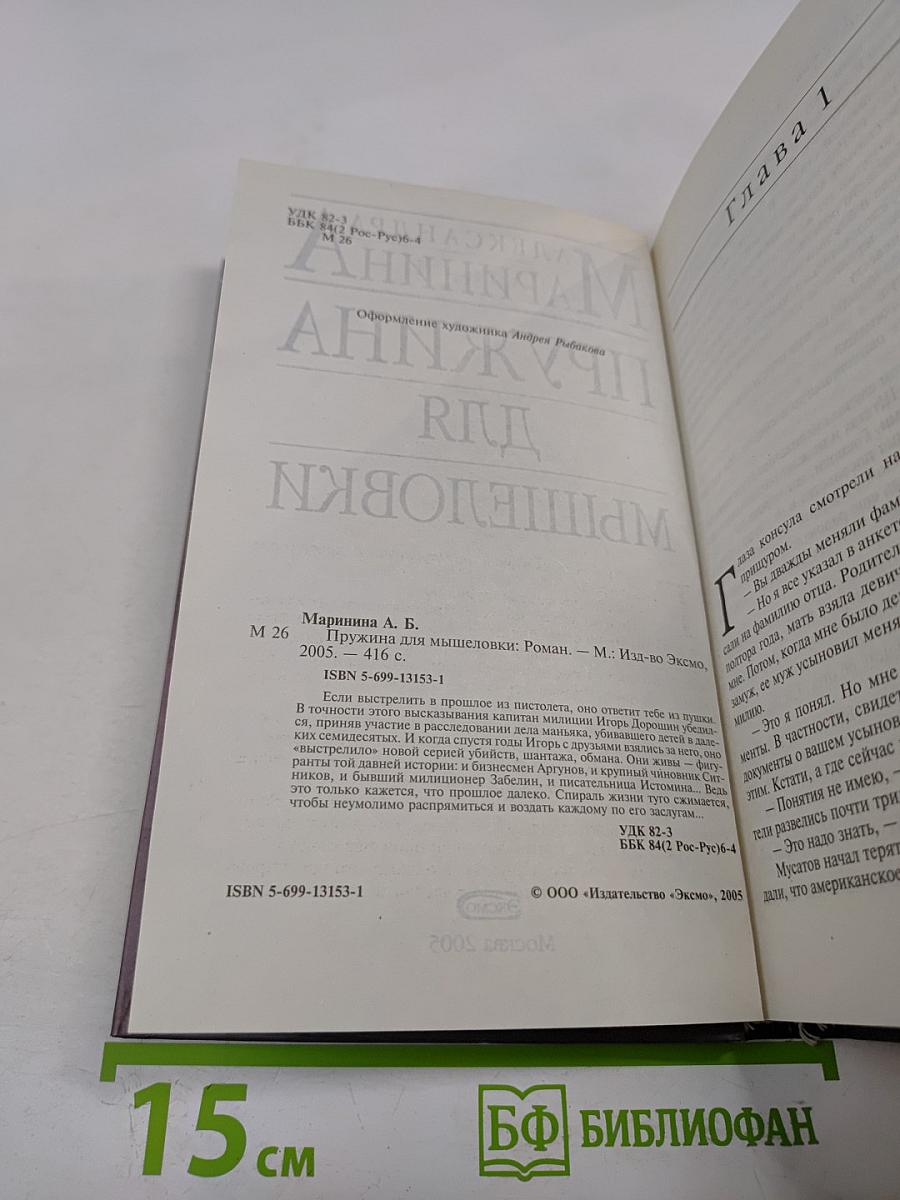 УДК 82-3
ББК 84(2 Рос-Рус)6-4
М 26
Оформление художника Андрея Рыбакова
АЛЕКСАНДРА
МАРИНИНА
ПРУЖИНА
ДЛЯ
МЫШЕЛОВКИ
Маринина А. Б.
М 26 Пружина для мышеловки: Роман. — М.: Изд-во Эксмо,
2005. — 416 с.
ISBN 5-699-13153-1
Если выстрелить в прошлое из пистолета, оно ответит тебе из пушки.
В точности этого высказывания капитан милиции Игорь Дорошин убедил-
ся, приняв участие в расследовании дела маньяка, убивавшего детей в дале-
ких семидесятых. И когда спустя годы Игорь с друзьями взялись за него, оно
«выстрелило» новой серией убийств, шантажа, обмана. Они живы — фигу-
ранты той давней истории: и бизнесмен Аргунов, и крупный чиновник Сит-
ников, и бывший милиционер Забелин, и писательница Истомина... Ведь
это только кажется, что прошлое далеко. Спираль жизни туго сжимается,
чтобы неумолимо распрямиться и воздать каждому по его заслугам...
УДК 82-3
ББК 84(2 Рос-Рус)6-4
ISBN 5-699-13153-1
© ООО «Издательство «Эксмо», 2005
ЭКСМО
Москва 2005
Глава 1
Глаза консула смотрели на
прищуром.
– Вы дважды меняли фам
– Но я все указал в анкет
сали на фамилию отца. Родител
полтора года, мать взяла девич
мне. Потом, когда мне было де
замуж, ее муж усыновил меня
милию.
– Это я понял. Но мне
менты. В частности, свидет
документы о вашем усынов
этим. Кстати, а где сейчас
– Понятия не имею, –
тели развелись почти три
– Это надо знать, –
Мусатов начал терят
дали, что американское
15 см
БФ БИБЛИОФАН